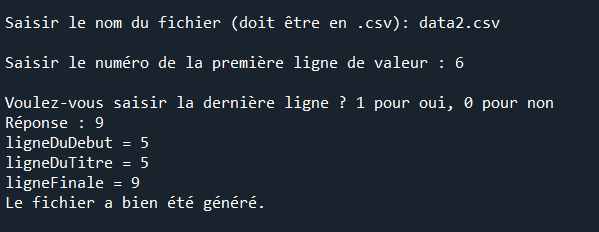 Saisir le nom du fichier (doit être en .csv): data2.csv
Saisir le numéro de la première ligne de valeur : 6
Voulez-vous saisir la dernière ligne ? 1 pour oui, 0 pour non
Réponse : 9
ligneDuDebut = 5
ligneDuTitre = 5
ligneFinale = 9
Le fichier a bien été généré.